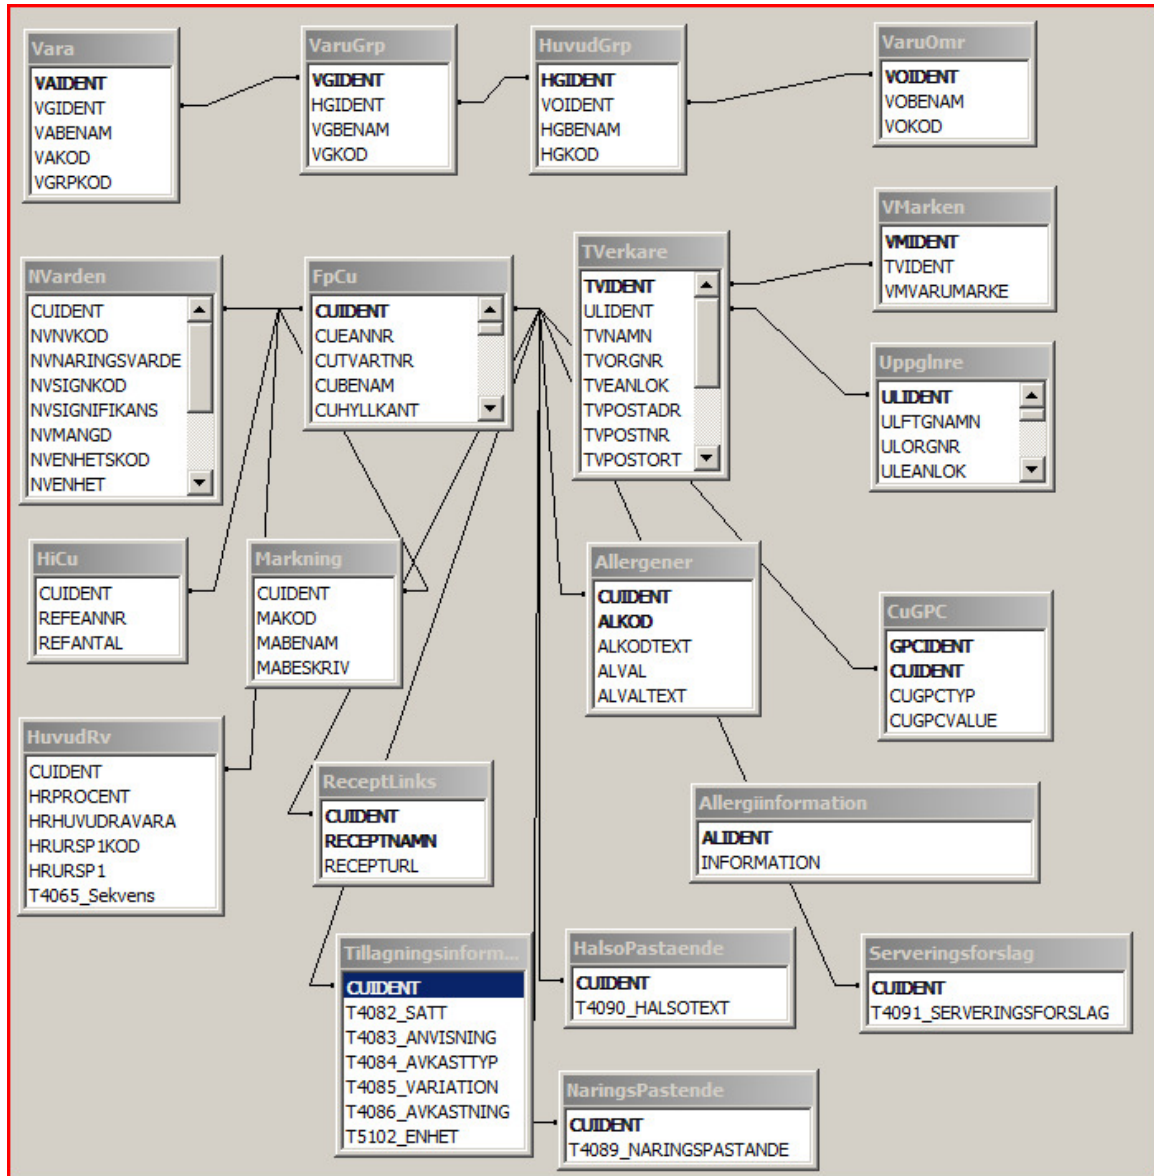 Vara
VAIDENT
VGIDENT
VABENAM
VAKOD
VGRPKOD
VaruGrp
VGIDENT
HGIDENT
VGBENAM
VGKOD
HuvudGrp
HGIDENT
VOIDENT
HGBENAM
HGKOD
VaruOmr
VOIDENT
VOBENAM
VOKOD
VMarken
VMIDENT
TVIDENT
VMVARUMARKE
NVarden
CUIDENT
NVNVKOD
NVNARINGSVARDE
NVSIGNKOD
NVSIGNIFIKANS
NVMANGD
NVENHETSKOD
NVENHET
FpCu
CUIDENT
CUEANNR
CUTVARTNR
CUBENAM
CUHYLLKANT
TVerkare
TVIDENT
ULIDENT
TVNAMN
TVORGNR
TVEANLOK
TVPOSTADR
TVPOSTNR
TVPOSTORT
Uppglnre
ULIDENT
ULFTGNAMN
ULORGNR
ULEANLOK
HiCu
CUIDENT
REFEANNR
REFANTAL
Markning
CUIDENT
MAKOD
MABENAM
MABESKRIV
Allergener
CUIDENT
ALKOD
ALKODTEXT
ALVAL
ALVALTEXT
CuGPC
GPCIDENT
CUIDENT
CUGPCTYP
CUGPCVALUE
HuvudRv
CUIDENT
HRPROCENT
HRHUVUDRAVARA
HRURSP1KOD
HRURSP1
T4065_Sekvens
ReceptLinks
CUIDENT
RECEPTNAMN
RECEPTURL
Allergiinformation
ALIDENT
INFORMATION
Tillagningsinform...
CUIDENT
T4082_SATT
T4083_ANVISNING
T4084_AVKASTTYP
T4085_VARIATION
T4086_AVKASTNING
T5102_ENHET
HalsoPastaende
CUIDENT
T4090_HALSOTEXT
Serveringsforslag
CUIDENT
T4091_SERVERINGSFORSLAG
NaringsPastende
CUIDENT
T4089_NARINGSPASTANDE